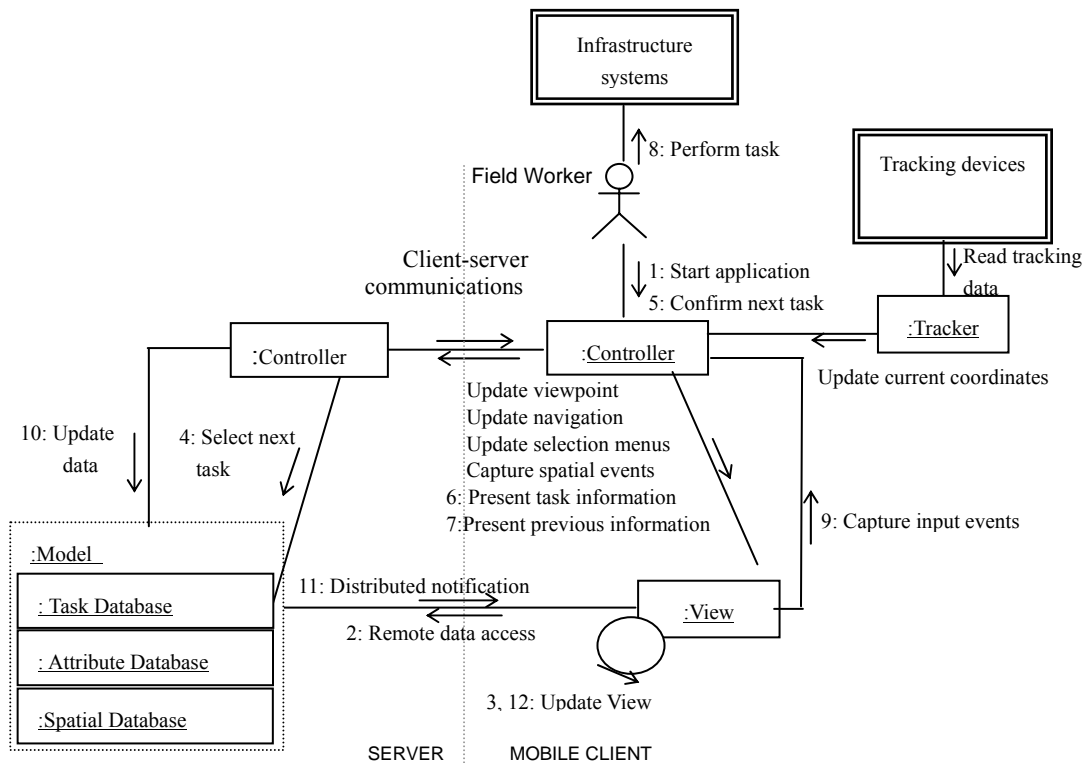 Infrastructure
systems
8: Perform task
Field Worker
Tracking devices
Client-server
communications
1: Start application
5: Confirm next task
Read tracking
data
:Controller
:Controller
:Tracker
Update current coordinates
Update viewpoint
Update navigation
Update selection menus
Capture spatial events
6: Present task information
7:Present previous information
10: Update
data
4: Select next
task
9: Capture input events
:Model
: Task Database
: Attribute Database
:Spatial Database
11: Distributed notification
2: Remote data access
:View
3, 12: Update View
SERVER
MOBILE CLIENT